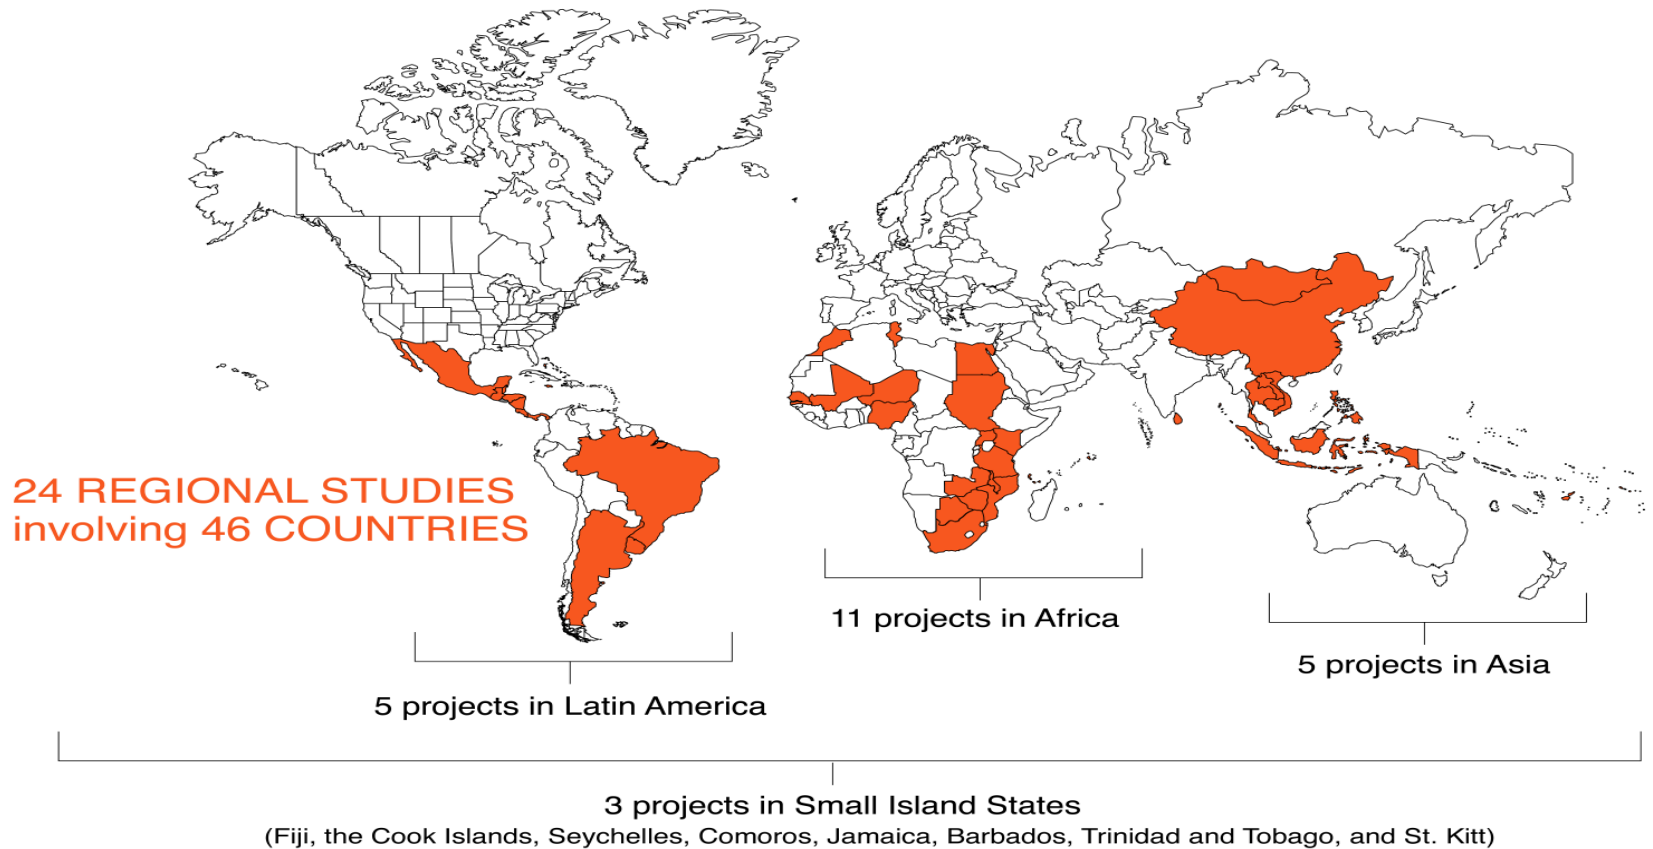 24 REGIONAL STUDIES
involving 46 COUNTRIES
11 projects in Africa
5 projects in Asia
5 projects in Latin America
3 projects in Small Island States
(Fiji, the Cook Islands, Seychelles, Comoros, Jamaica, Barbados, Trinidad and Tobago, and St. Kitt)